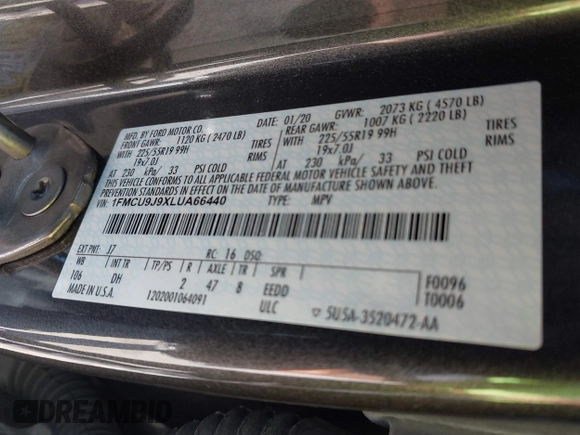 MFD. BY FORD MOTOR CO.
DATE: 01/20 GVWR: 2073 KG ( 4570 LB)
FRONT GAWR: 1120 KG ( 2470 LB)
REAR GAWR: 1007 KG ( 2220 LB)
WITH 225/55R19 99H TIRES
WITH 225/55R19 99H TIRES
19x7.0J RIMS
19x7.0J RIMS
AT 230 kPa/ 33 PSI COLD
AT 230 kPa/ 33 PSI COLD
THIS VEHICLE CONFORMS TO ALL APPLICABLE FEDERAL MOTOR VEHICLE SAFETY AND THEFT
PREVENTION STANDARDS IN EFFECT ON THE DATE OF MANUFACTURE SHOWN ABOVE.
VIN: 1FMCU9J9XLUA66440 TYPE: MPV
EXT PNT: J7 RC: 16 DSO:
WB INT TR TP/PS R AXLE TR SPR
106 DH 2 47 8 EEDD
F0096
T0006
MADE IN U.S.A. 1202001064091 ULC
5U5A-3520472-AA
DREAMBID